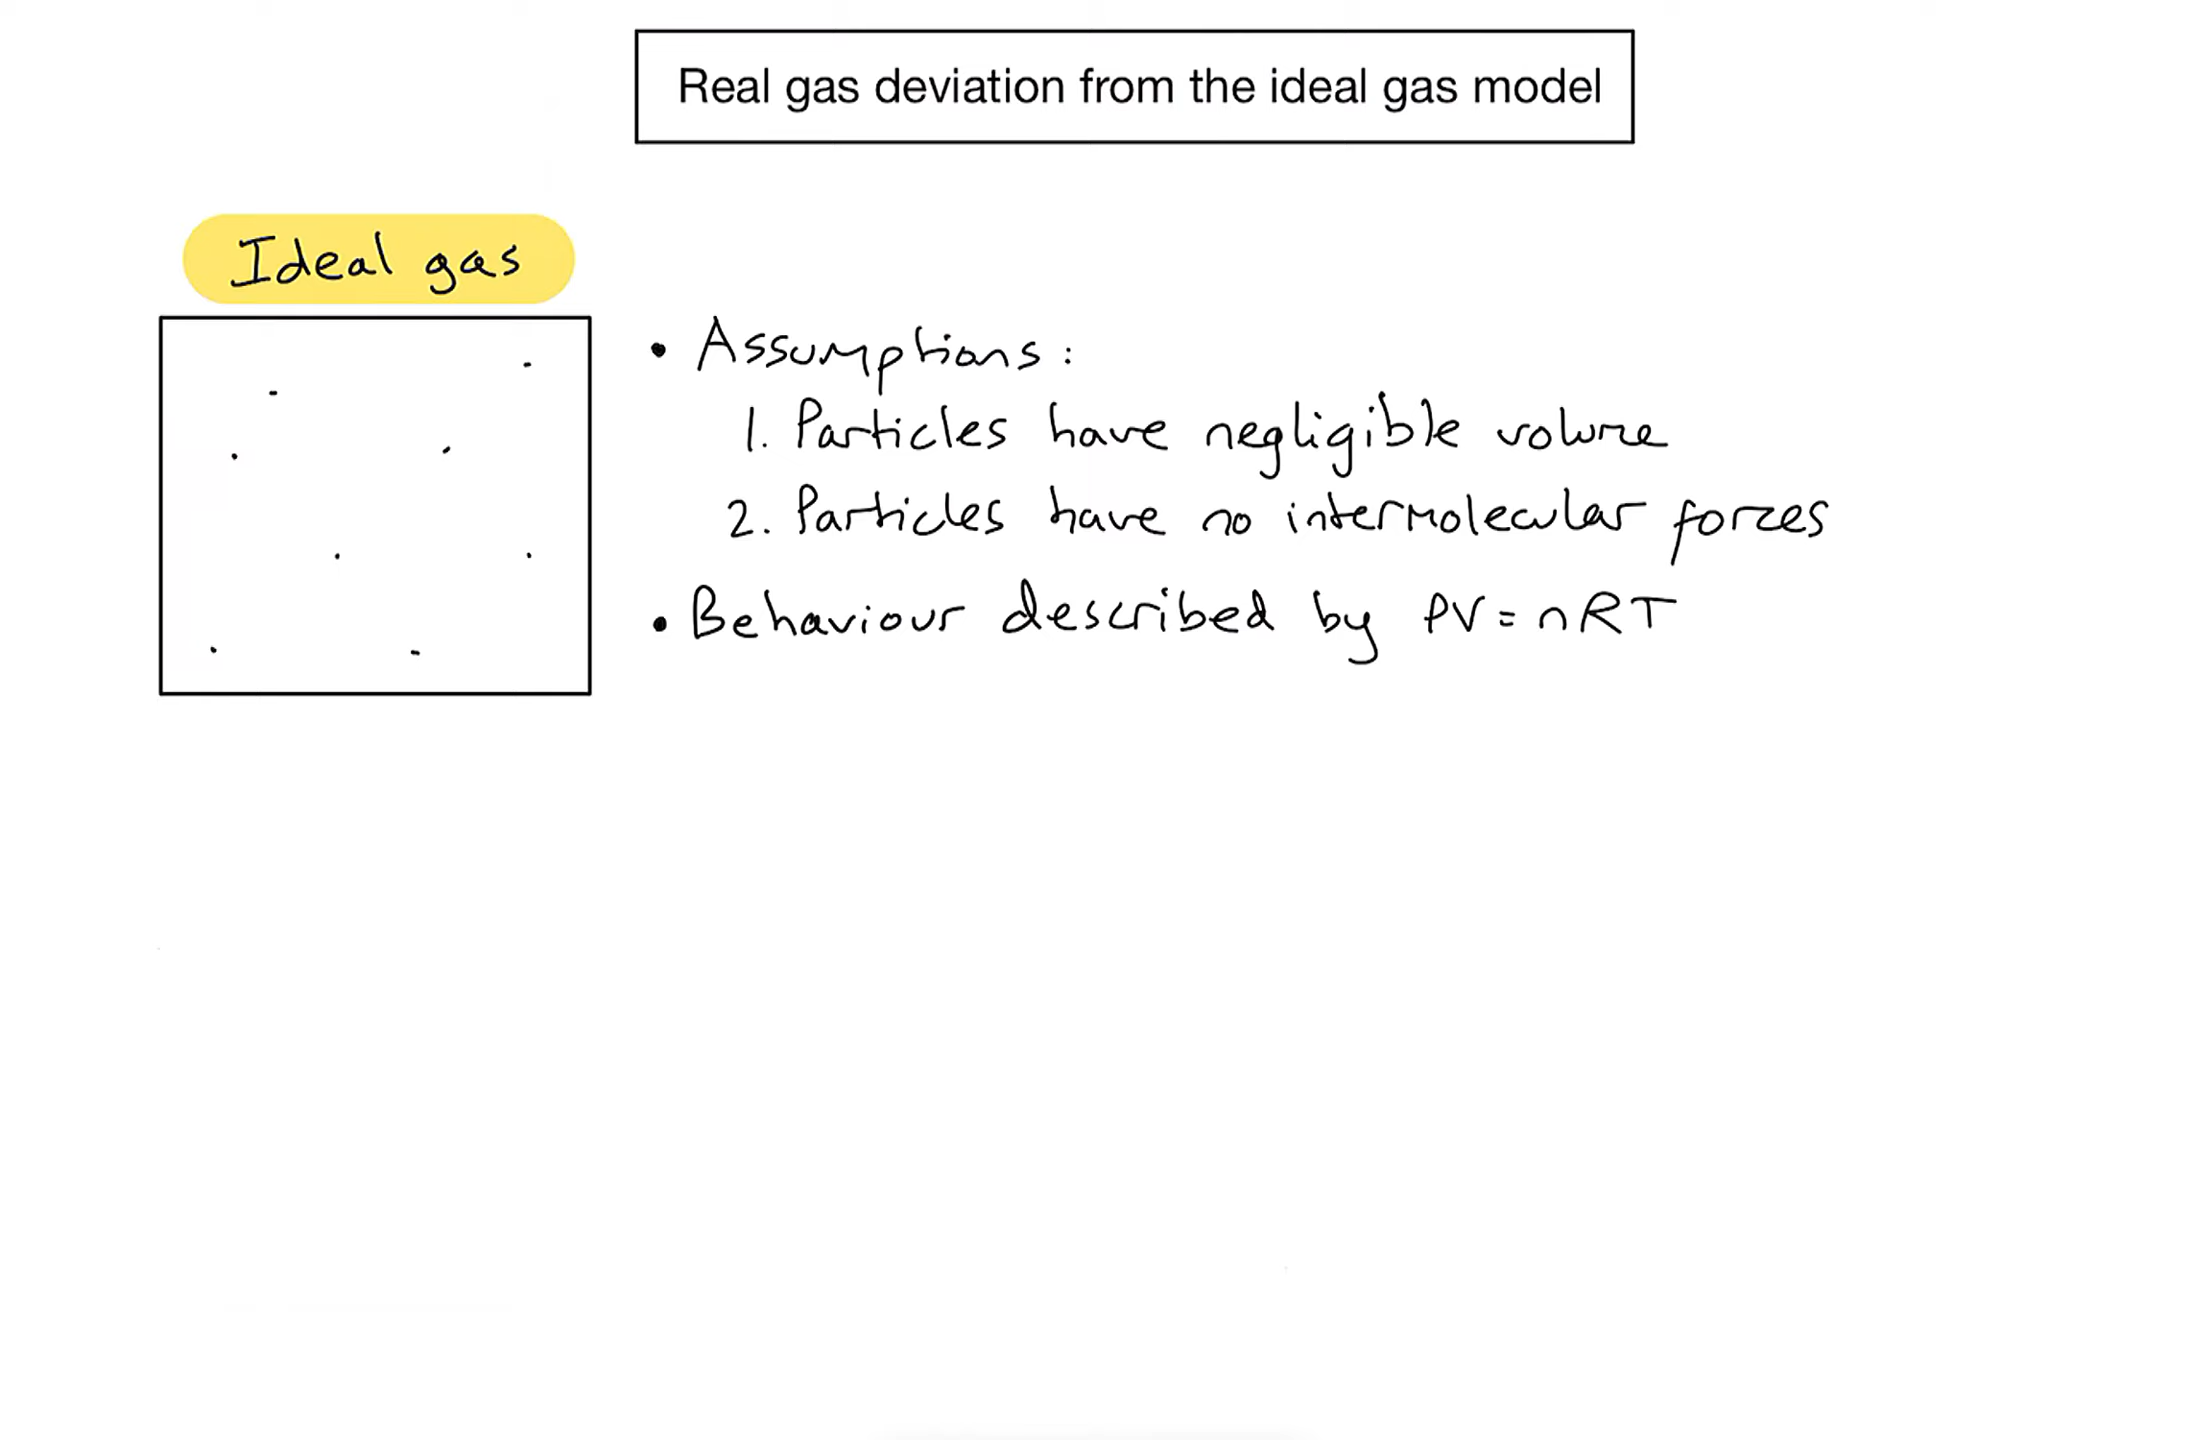 Real gas deviation from the ideal gas model
Ideal gas
• Assumptions:
1. Particles have negligible volume
2. Particles have no intermolecular forces
• Behaviour described by PV = nRT